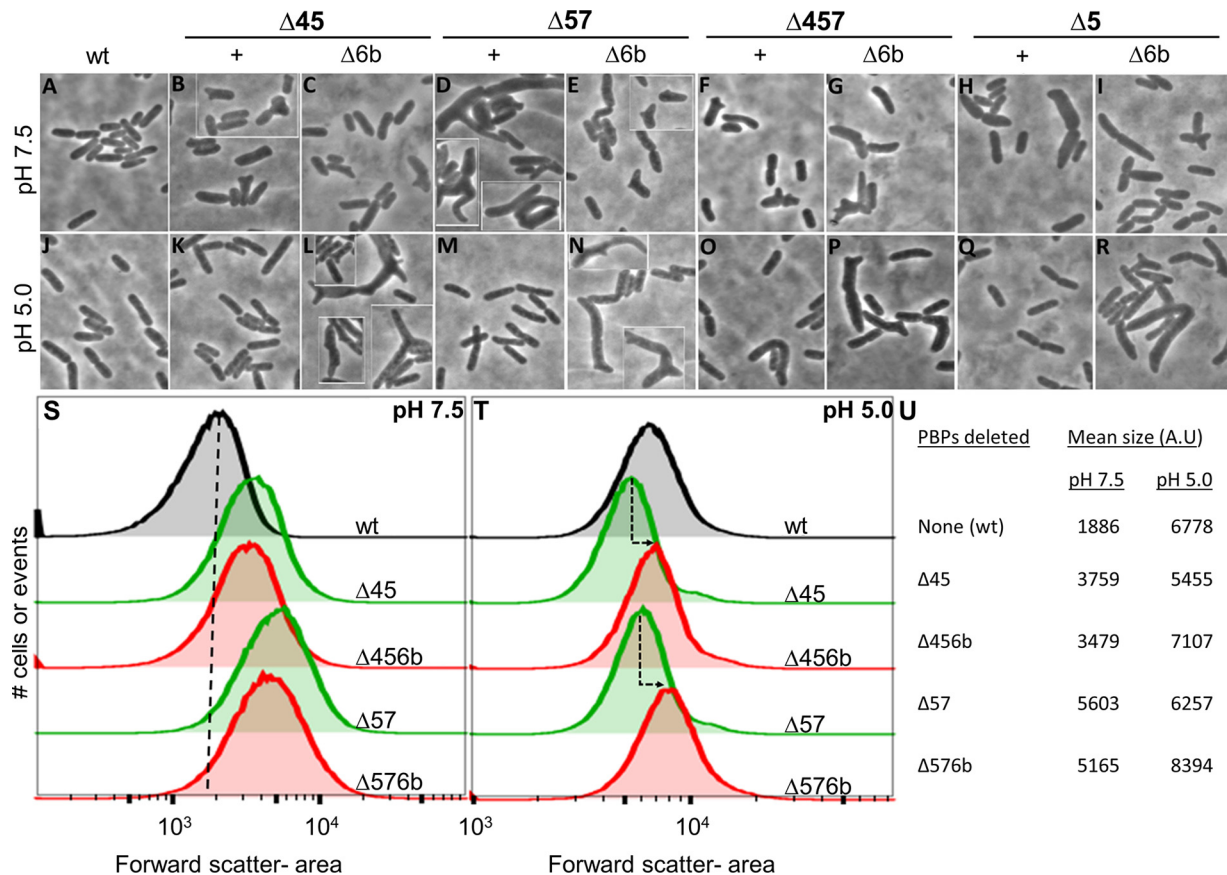 Δ45 Δ57 Δ457 Δ5
wt + Δ6b + Δ6b + Δ6b + Δ6b
pH 7.5
A B C D E F G H I
pH 5.0
J K L M N O P Q R
S pH 7.5 T pH 5.0 U
# cells or events
wt
Δ45
Δ456b
Δ57
Δ576b
10³ 10⁴
Forward scatter- area
wt
Δ45
Δ456b
Δ57
Δ576b
10³ 10⁴
Forward scatter- area
PBPs deleted Mean size (A.U)
pH 7.5 pH 5.0
None (wt) 1886 6778
Δ45 3759 5455
Δ456b 3479 7107
Δ57 5603 6257
Δ576b 5165 8394